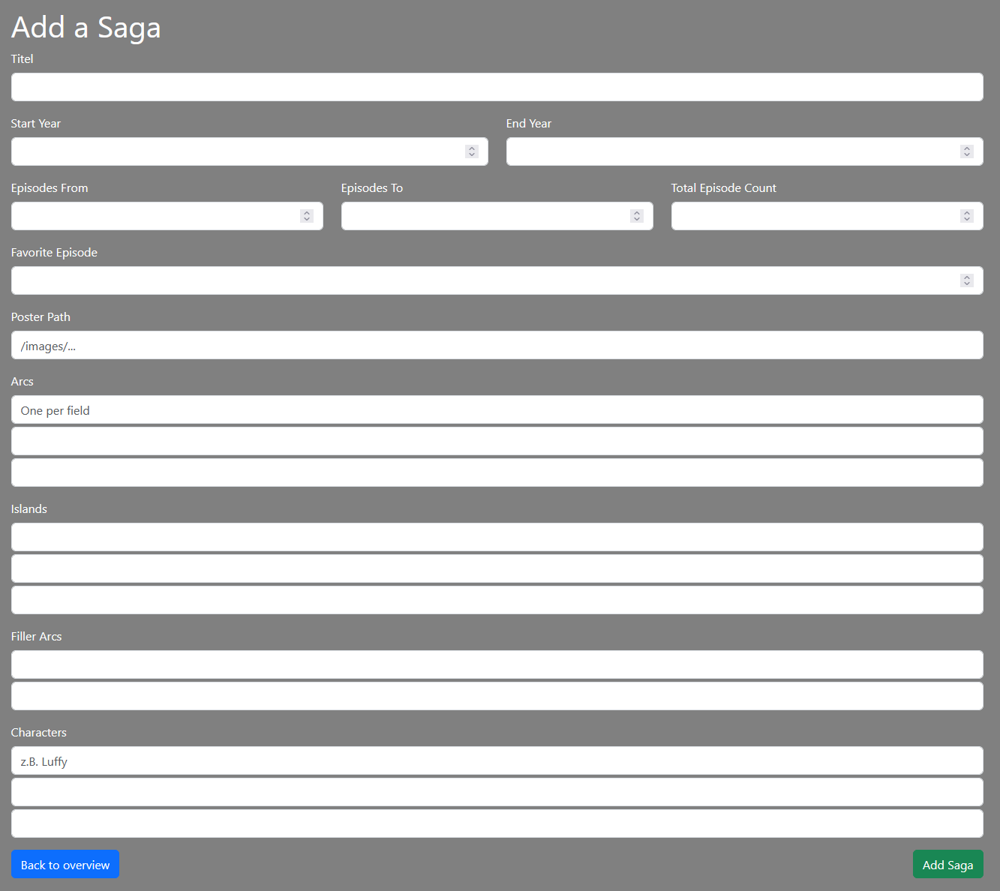 Add a Saga
Titel
Start Year
End Year
Episodes From
Episodes To
Total Episode Count
Favorite Episode
Poster Path
/images/...
Arcs
One per field
Islands
Filler Arcs
Characters
z.B. Luffy
Back to overview
Add Saga